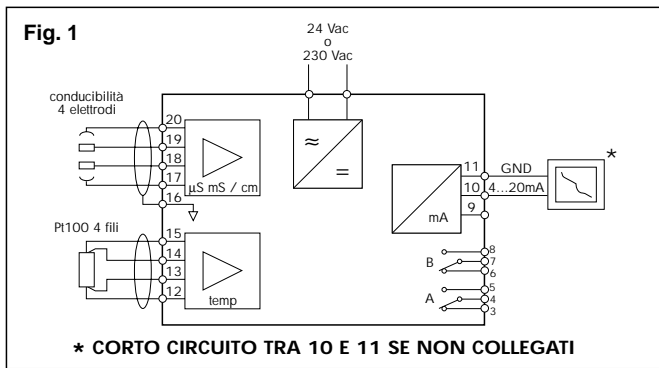 Fig. 1
24 Vac
o
230 Vac
conducibilità
4 elettrodi
20
19
18
17
16
µS mS / cm
≈
=
11
10
9
mA
GND
4...20mA
*
Pt100 4 fili
15
14
13
12
temp
B
8
7
6
A
5
4
3
* CORTO CIRCUITO TRA 10 E 11 SE NON COLLEGATI